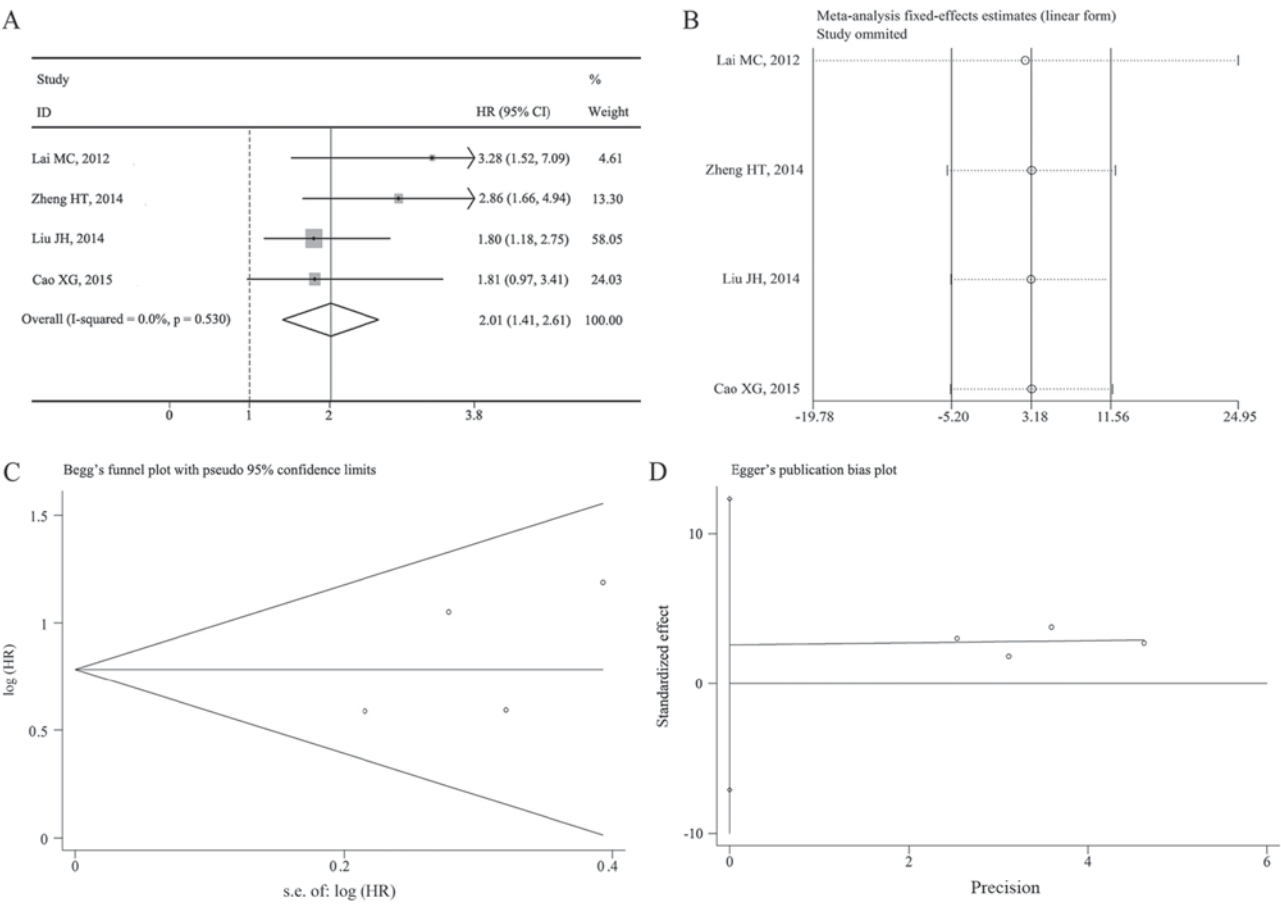 A
Study
%
ID
HR (95% CI)
Weight
Lai MC, 2012
3.28 (1.52, 7.09)
4.61
Zheng HT, 2014
2.86 (1.66, 4.94)
13.30
Liu JH, 2014
1.80 (1.18, 2.75)
58.05
Cao XG, 2015
1.81 (0.97, 3.41)
24.03
Overall (I-squared = 0.0%, p = 0.530)
2.01 (1.41, 2.61)
100.00
0
1
2
3.8
B
Meta-analysis fixed-effects estimates (linear form)
Study ommited
Lai MC, 2012
Zheng HT, 2014
Liu JH, 2014
Cao XG, 2015
-19.78
-5.20
3.18
11.56
24.95
C
Begg's funnel plot with pseudo 95% confidence limits
log (HR)
1.5
1
0.5
0
0
0.2
0.4
s.e. of: log (HR)
D
Egger's publication bias plot
Standardized effect
10
0
-10
0
2
4
6
Precision